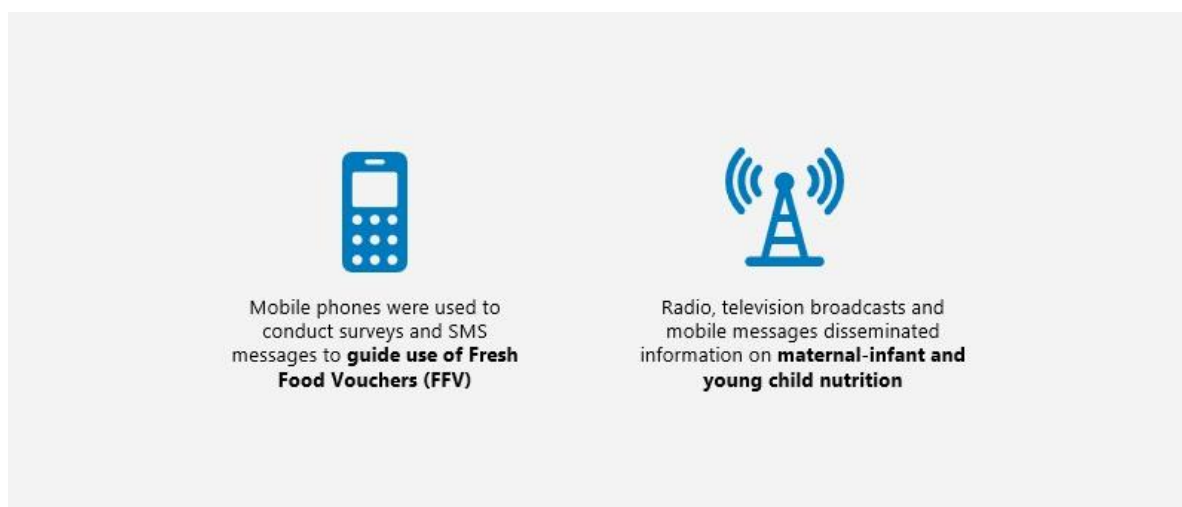 Mobile phones were used to
conduct surveys and SMS
messages to guide use of Fresh
Food Vouchers (FFV)
Radio, television broadcasts and
mobile messages disseminated
information on maternal-infant and
young child nutrition